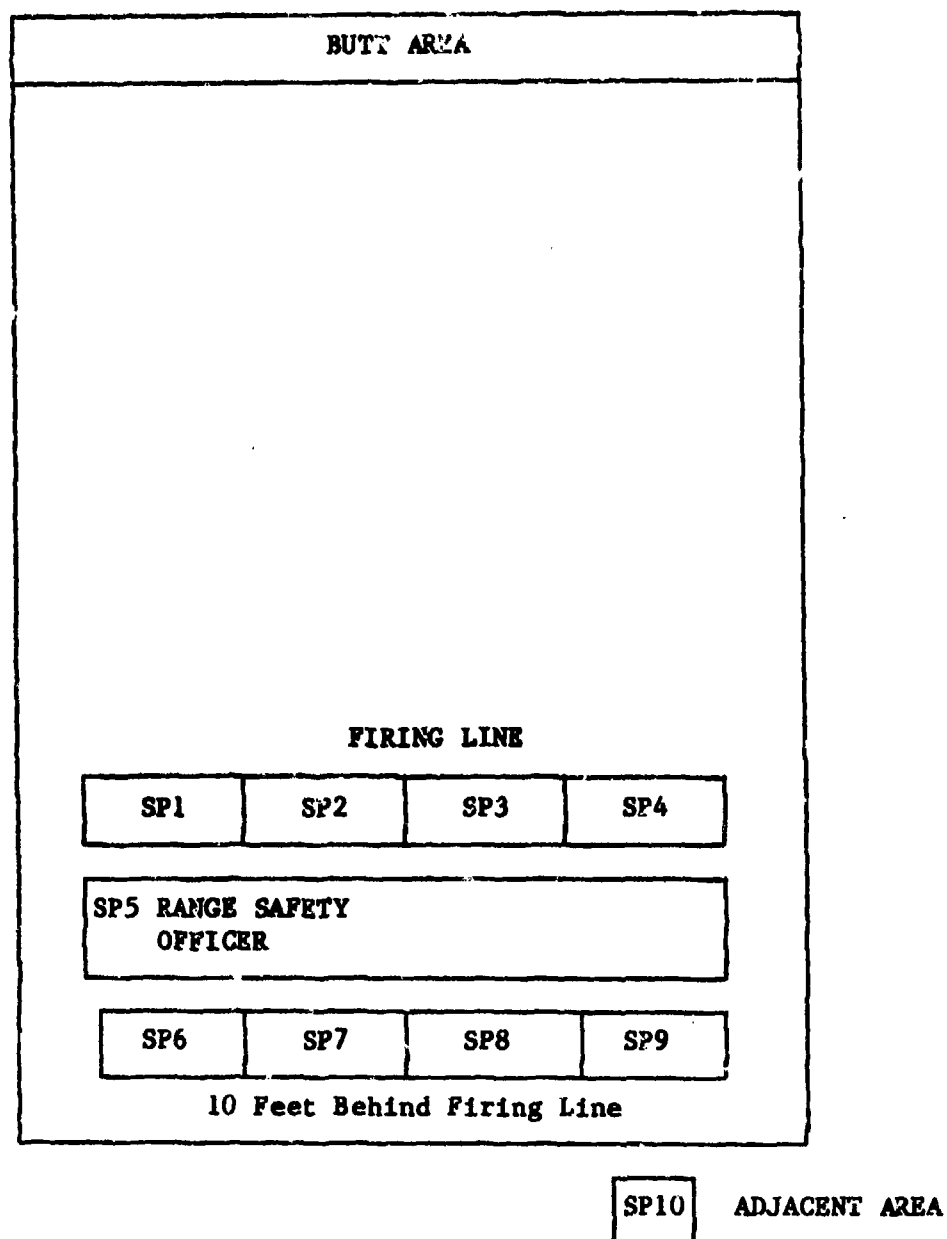 BUTT AREA
FIRING LINE
SP1 SP2 SP3 SP4
SP5 RANGE SAFETY
OFFICER
SP6 SP7 SP8 SP9
10 Feet Behind Firing Line
SP10 ADJACENT AREA